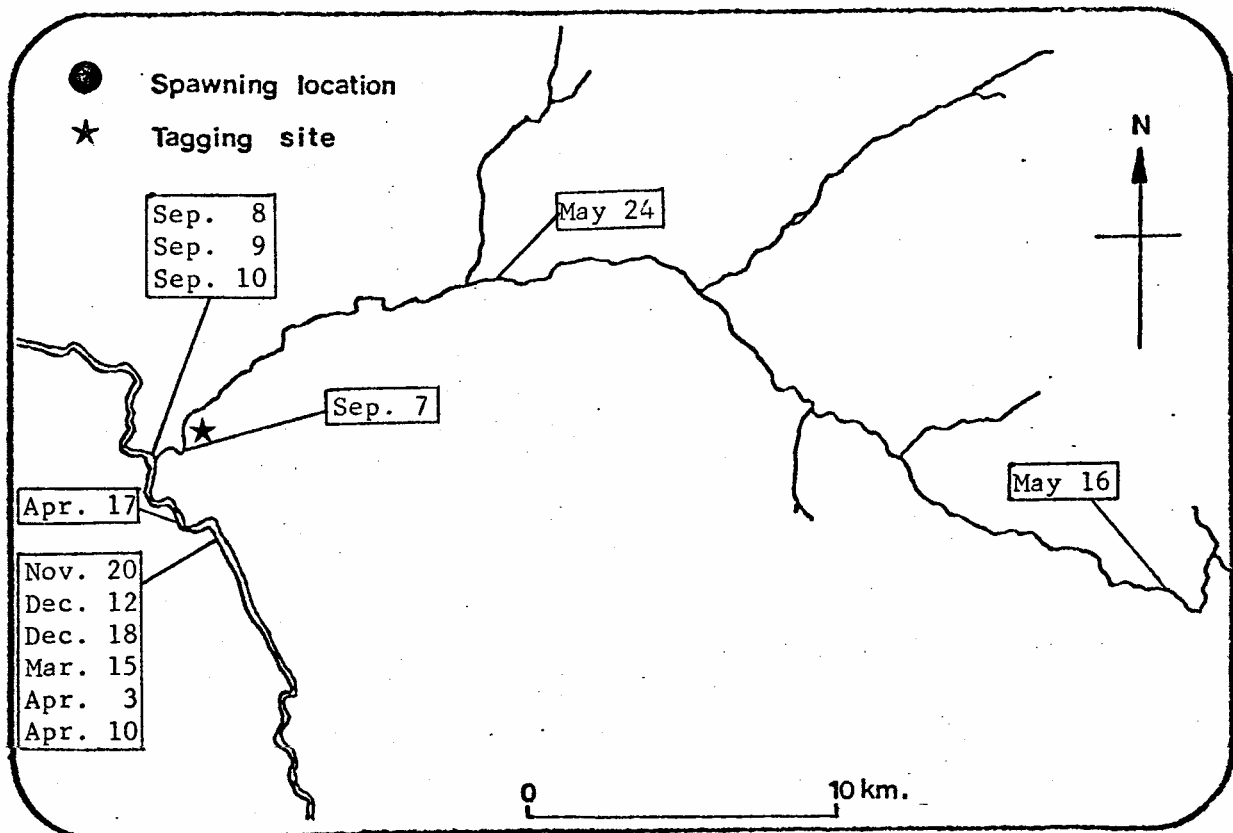 Spawning location
Tagging site
N
Sep. 8
Sep. 9
Sep. 10
May 24
Sep. 7
May 16
Apr. 17
Nov. 20
Dec. 12
Dec. 18
Mar. 15
Apr. 3
Apr. 10
0 10 km.